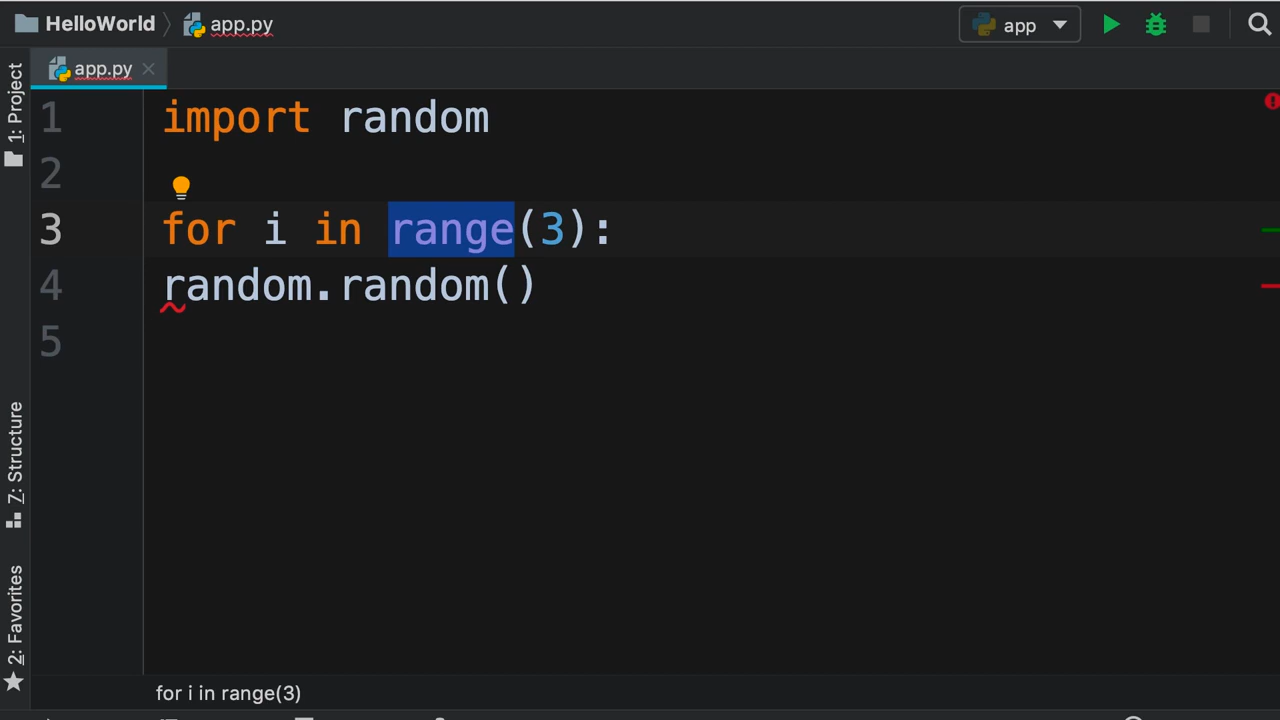 HelloWorld app.py app
app.py
1: Project
7: Structure
2: Favorites
1 import random
2
3 for i in range(3):
4 random.random()
5
for i in range(3)